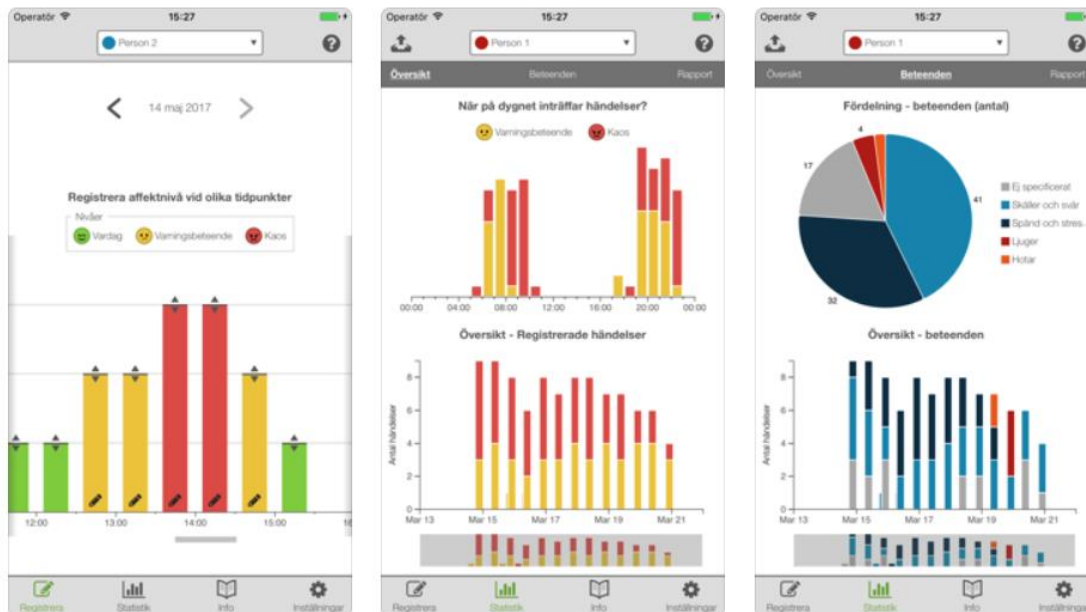 Operatör 15:27
Person 2
14 maj 2017
Registrera affektnivå vid olika tidpunkter
Nivåer
Vardag Varningsbeteende Kaos
12:00 13:00 14:00 15:00
Registrera Statistik Info Inställningar
Operatör 15:27
Person 1
Översikt Beteenden Rapport
När på dygnet inträffar händelser?
Varningsbeteende Kaos
00:00 04:00 08:00 12:00 16:00 20:00 00:00
Översikt - Registrerade händelser
Antal händelser
8
6
4
2
0
Mar 13 Mar 15 Mar 17 Mar 19 Mar 21
Registrera Statistik Info Inställningar
Operatör 15:27
Person 1
Översikt Beteenden Rapport
Fördelning - beteenden (antal)
4
17
41
32
Ej specificerat
Skäller och svär
Spänd och stres
Ljuger
Hotar
Översikt - beteenden
Antal händelser
8
6
4
2
0
Mar 13 Mar 15 Mar 17 Mar 19 Mar 21
Registrera Statistik Info Inställningar